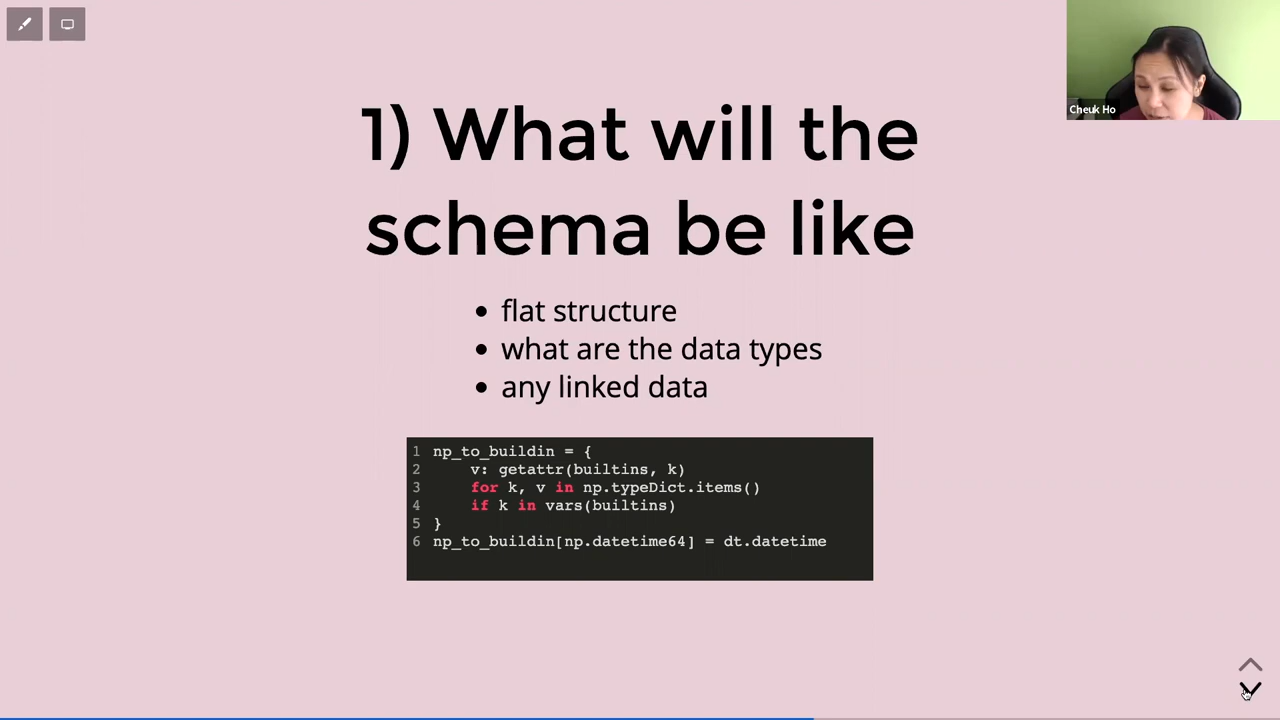 Cheuk Ho
1) What will the
schema be like
• flat structure
• what are the data types
• any linked data
1 np_to_buildin = {
2     v: getattr(builtins, k)
3     for k, v in np.typeDict.items()
4     if k in vars(builtins)
5 }
6 np_to_buildin[np.datetime64] = dt.datetime